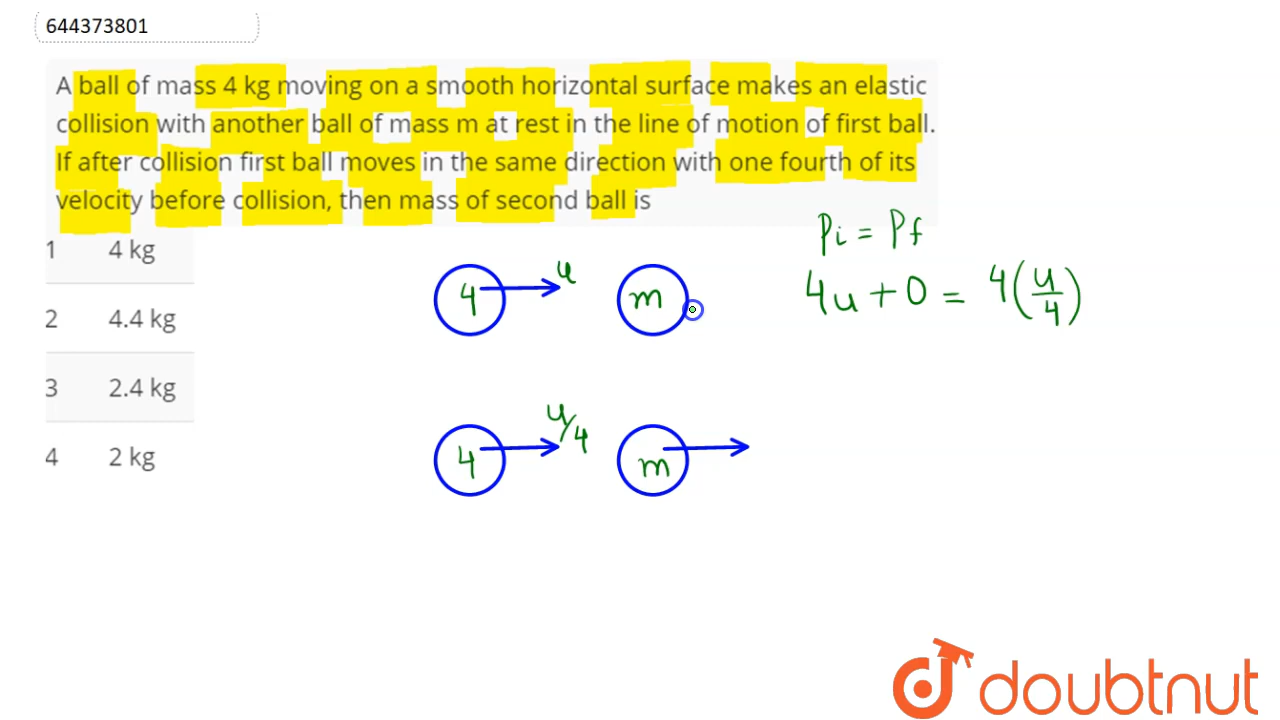 644373801
A ball of mass 4 kg moving on a smooth horizontal surface makes an elastic
collision with another ball of mass m at rest in the line of motion of first ball.
If after collision first ball moves in the same direction with one fourth of its
velocity before collision, then mass of second ball is
1 4 kg
2 4.4 kg
3 2.4 kg
4 2 kg
Pi = Pf
4u + 0 = 4(u/4)
4 u m
4 u/4 m
doubtnut